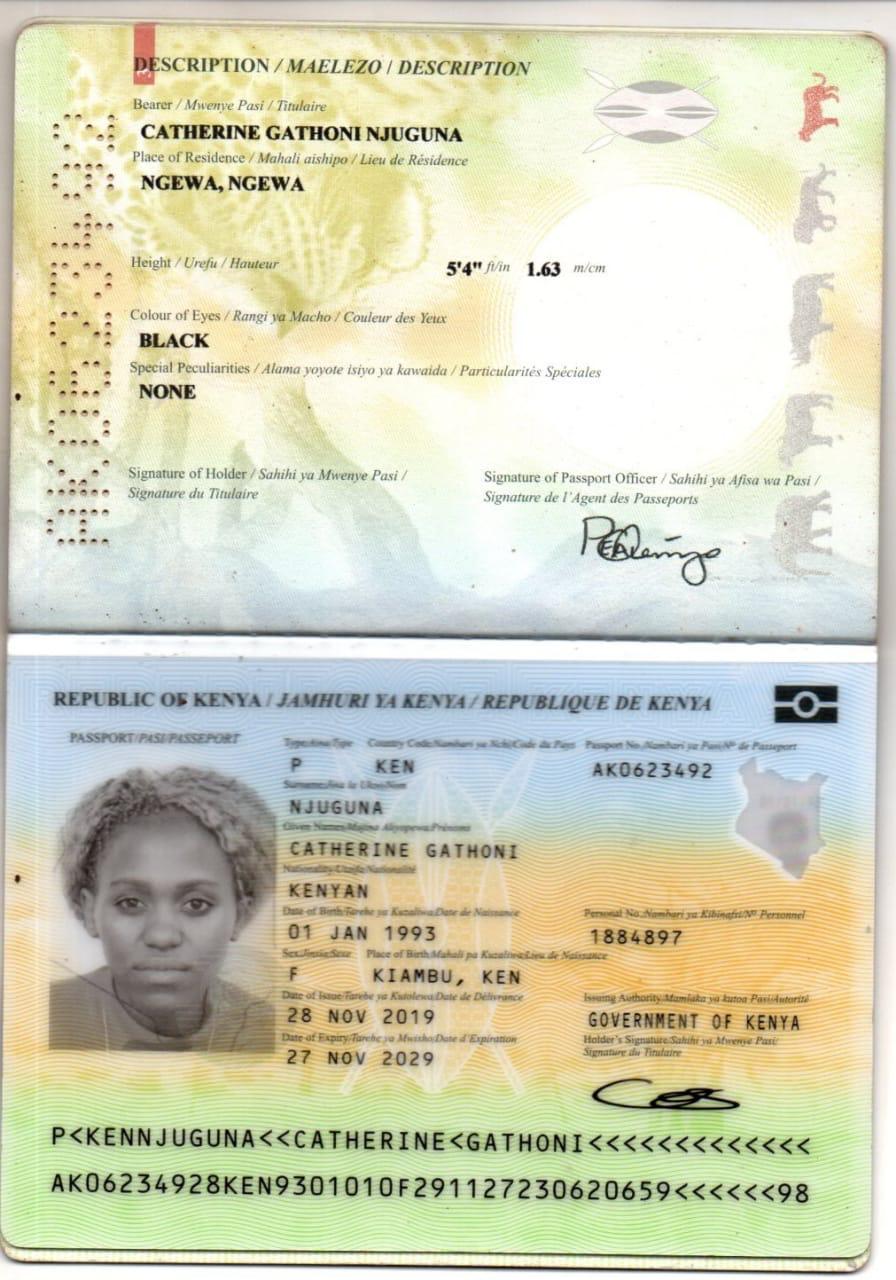 DESCRIPTION / MAELEZO / DESCRIPTION
Bearer / Mwenye Pasi / Titulaire
CATHERINE GATHONI NJUGUNA
Place of Residence / Mahali aishipo / Lieu de Résidence
NGEWA, NGEWA
Height / Urefu / Hauteur 5'4" ft/in 1.63 m/cm
Colour of Eyes / Rangi ya Macho / Couleur des Yeux
BLACK
Special Peculiarities / Alama yoyote isiyo ya kawaida / Particularités Spéciales
NONE
Signature of Holder / Sahihi ya Mwenye Pasi /
Signature du Titulaire
Signature of Passport Officer / Sahihi ya Afisa wa Pasi /
Signature de l'Agent des Passeports
AK0623492
REPUBLIC OF KENYA / JAMHURI YA KENYA / REPUBLIQUE DE KENYA
PASSPORT/PASI/PASSEPORT
Type/Aina/Type Country Code/Nambari ya Nchi/Code du Pays Passport No./Nambari ya Pasi/Nº de Passeport
P KEN AK0623492
Surname/Jina la Ukoo/Nom
NJUGUNA
Given Names/Majina Aliyopewa/Prénoms
CATHERINE GATHONI
Nationality/Utaifa/Nationalité
KENYAN
Date of Birth/Tarehe ya Kuzaliwa/Date de Naissance Personal No./Nambari ya Kibinafsi/Nº Personnel
01 JAN 1993 1884897
Sex/Jinsia/Sexe Place of Birth/Mahali pa Kuzaliwa/Lieu de Naissance
F KIAMBU, KEN
Date of Issue/Tarehe ya Kutolewa/Date de Délivrance Issuing Authority/Mamlaka ya kutoa Pasi/Autorité
28 NOV 2019 GOVERNMENT OF KENYA
Date of Expiry/Tarehe ya Mwisho/Date d'Expiration Holder's Signature/Sahihi ya Mwenye Pasi/
Signature du Titulaire
27 NOV 2029
P<KENNJUGUNA<<CATHERINE<GATHONI<<<<<<<<<<<<<
AK06234928KEN9301010F291127230620659<<<<<<98